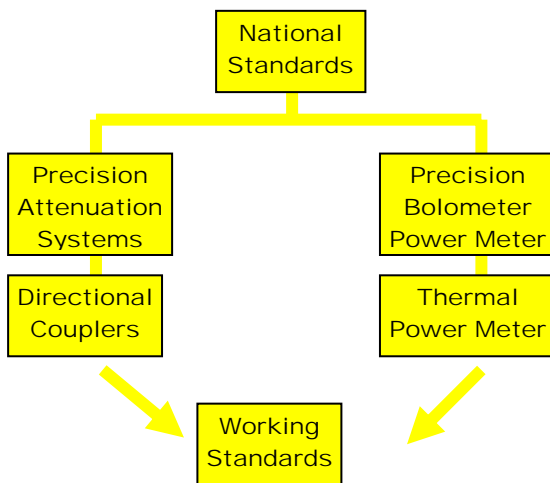 National
Standards
Precision
Attenuation
Systems
Precision
Bolometer
Power Meter
Directional
Couplers
Thermal
Power Meter
Working
Standards